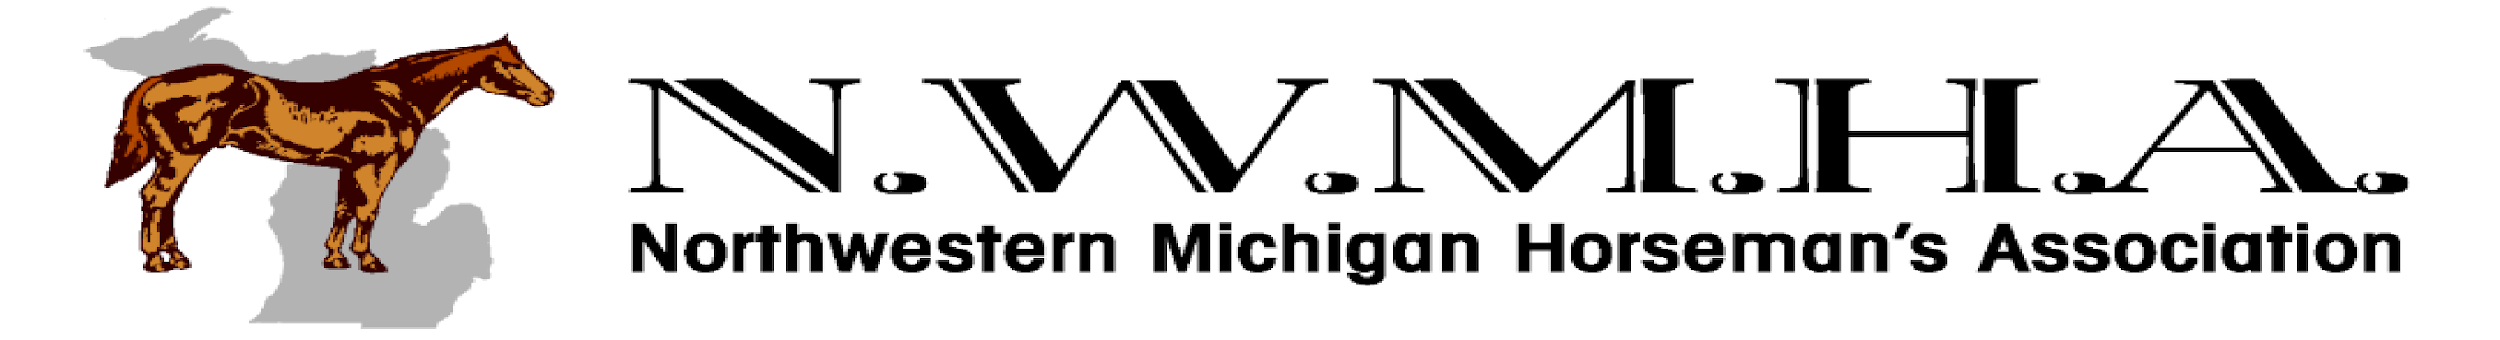 N.W.M.H.A.
Northwestern Michigan Horseman's Association